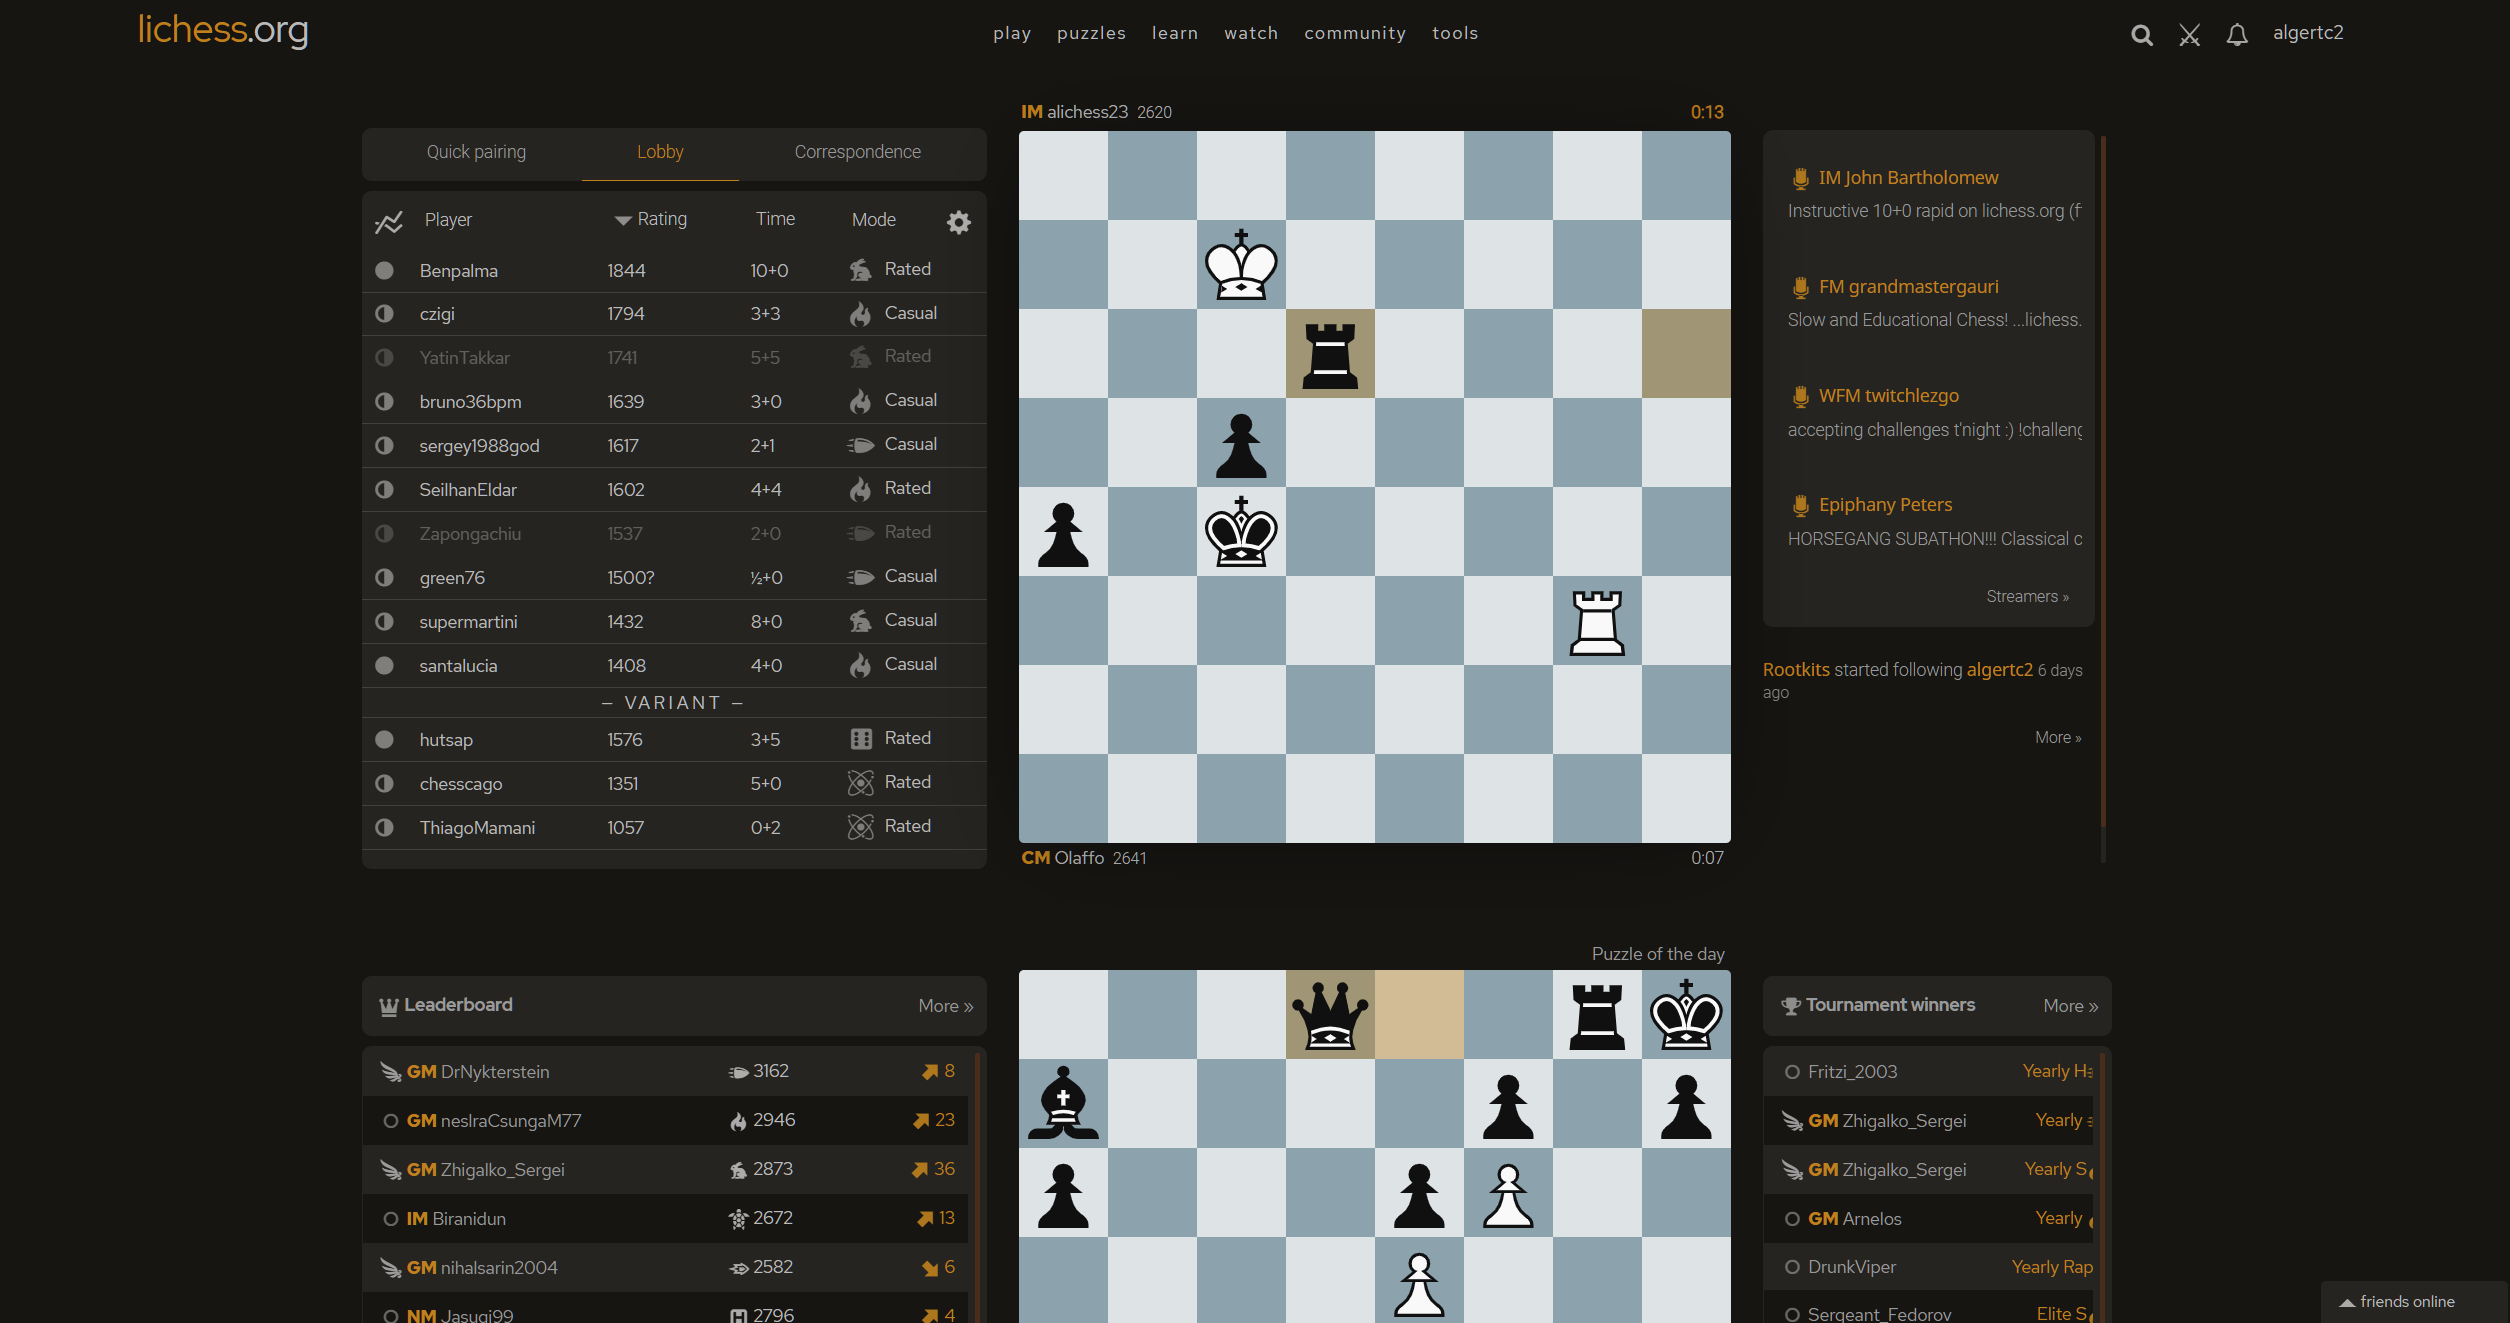 lichess.org
play puzzles learn watch community tools
algertc2
IM alichess23 2620 0:13
Quick pairing Lobby Correspondence
Player Rating Time Mode
Benpalma 1844 10+0 Rated
czigi 1794 3+3 Casual
YatinTakkar 1741 5+5 Rated
bruno36bpm 1639 3+0 Casual
sergey1988god 1617 2+1 Casual
SeilhanEldar 1602 4+4 Rated
Zapongachiu 1537 2+0 Rated
green76 1500? ½+0 Casual
supermartini 1432 8+0 Casual
santalucia 1408 4+0 Casual
– VARIANT –
hutsap 1576 3+5 Rated
chesscago 1351 5+0 Rated
ThiagoMamani 1057 0+2 Rated
CM Olaffo 2641 0:07
IM John Bartholomew
Instructive 10+0 rapid on lichess.org (f
FM grandmastergauri
Slow and Educational Chess! ...lichess.
WFM twitchlezgo
accepting challenges t'night :) !challeng
Epiphany Peters
HORSEGANG SUBATHON!!! Classical c
Streamers »
Rootkits started following algertc2 6 days
ago
More »
Leaderboard More »
GM DrNykterstein 3162 8
GM neslraCsungaM77 2946 23
GM Zhigalko_Sergei 2873 36
IM Biranidun 2672 13
GM nihalsarin2004 2582 6
NM Jasugi99 2796 4
Puzzle of the day
Tournament winners More »
Fritzi_2003 Yearly H
GM Zhigalko_Sergei Yearly
GM Zhigalko_Sergei Yearly S
GM Arnelos Yearly
DrunkViper Yearly Rap
Sergeant_Fedorov Elite S
friends online